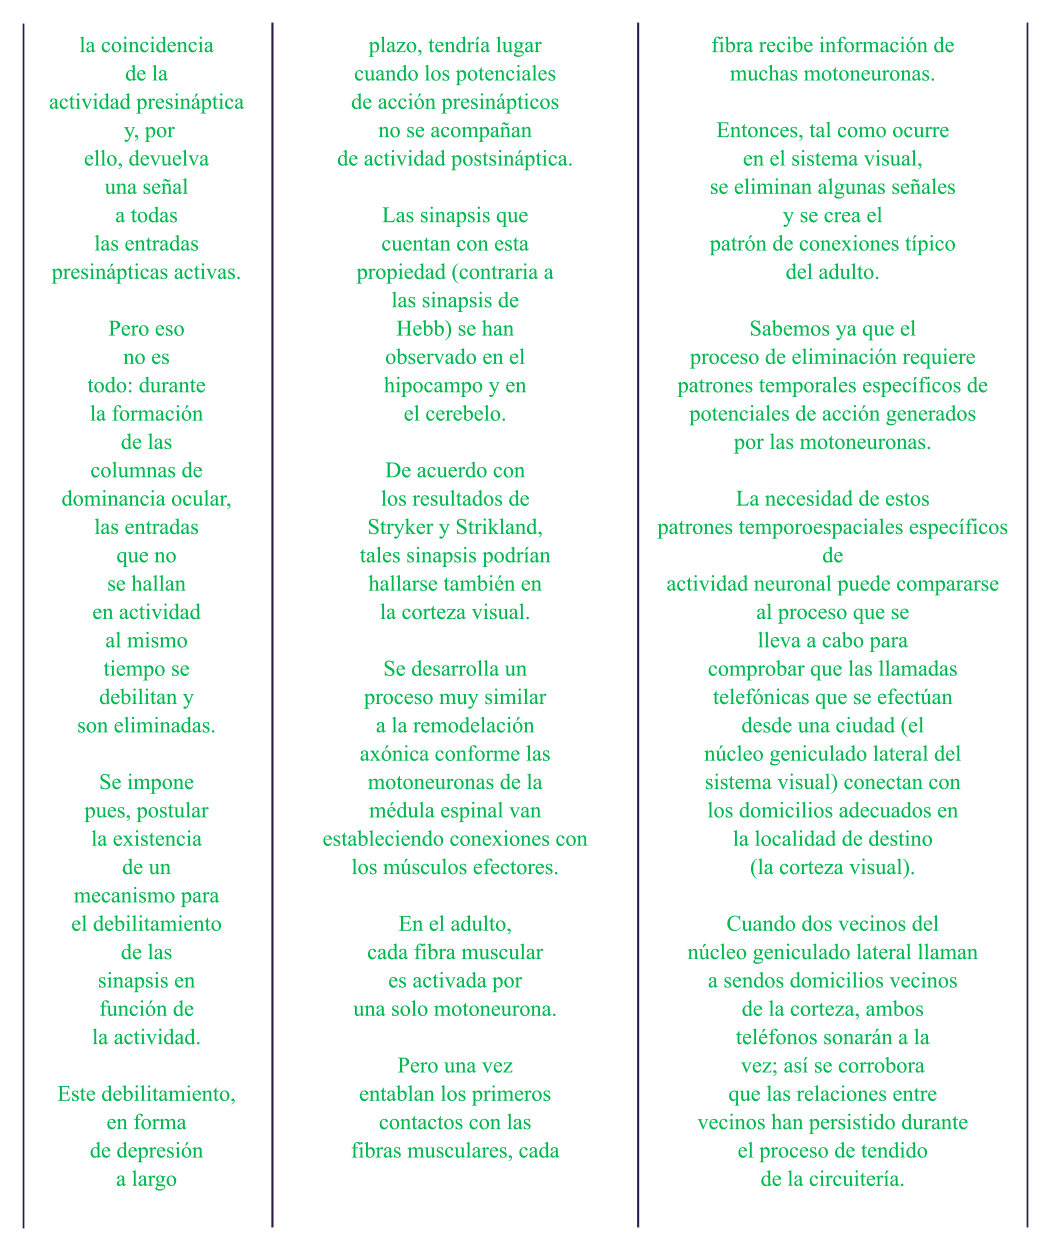 la coincidencia
de la
actividad presináptica
y, por
ello, devuelva
una señal
a todas
las entradas
presinápticas activas.
Pero eso
no es
todo: durante
la formación
de las
columnas de
dominancia ocular,
las entradas
que no
se hallan
en actividad
al mismo
tiempo se
debilitan y
son eliminadas.
Se impone
pues, postular
la existencia
de un
mecanismo para
el debilitamiento
de las
sinapsis en
función de
la actividad.
Este debilitamiento,
en forma
de depresión
a largo
plazo, tendría lugar
cuando los potenciales
de acción presinápticos
no se acompañan
de actividad postsináptica.
Las sinapsis que
cuentan con esta
propiedad (contraria a
las sinapsis de
Hebb) se han
observado en el
hipocampo y en
el cerebelo.
De acuerdo con
los resultados de
Stryker y Strikland,
tales sinapsis podrían
hallarse también en
la corteza visual.
Se desarrolla un
proceso muy similar
a la remodelación
axónica conforme las
motoneuronas de la
médula espinal van
estableciendo conexiones con
los músculos efectores.
En el adulto,
cada fibra muscular
es activada por
una solo motoneurona.
Pero una vez
entablan los primeros
contactos con las
fibras musculares, cada
fibra recibe información de
muchas motoneuronas.
Entonces, tal como ocurre
en el sistema visual,
se eliminan algunas señales
y se crea el
patrón de conexiones típico
del adulto.
Sabemos ya que el
proceso de eliminación requiere
patrones temporales específicos de
potenciales de acción generados
por las motoneuronas.
La necesidad de estos
patrones temporoespaciales específicos
de
actividad neuronal puede compararse
al proceso que se
lleva a cabo para
comprobar que las llamadas
telefónicas que se efectúan
desde una ciudad (el
núcleo geniculado lateral del
sistema visual) conectan con
los domicilios adecuados en
la localidad de destino
(la corteza visual).
Cuando dos vecinos del
núcleo geniculado lateral llaman
a sendos domicilios vecinos
de la corteza, ambos
teléfonos sonarán a la
vez; así se corrobora
que las relaciones entre
vecinos han persistido durante
el proceso de tendido
de la circuitería.